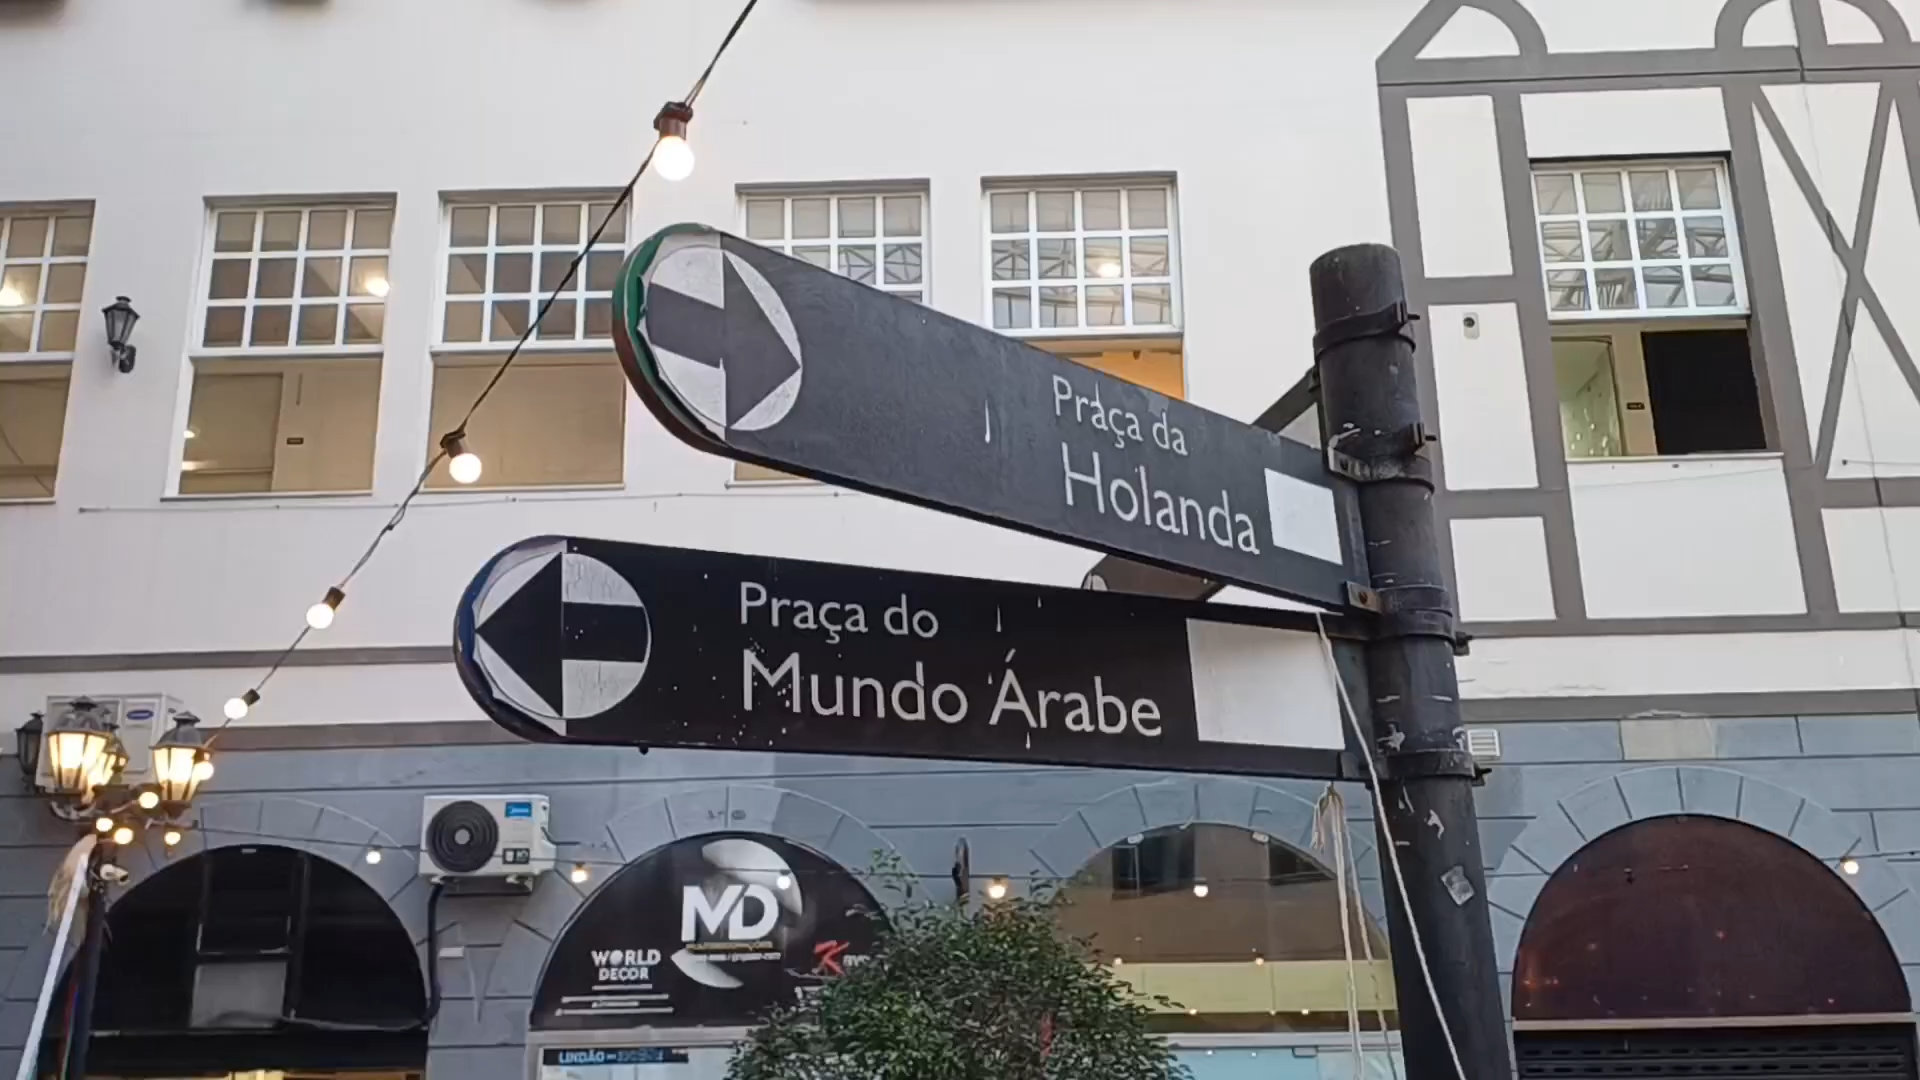 Praça da
Holanda
Praça do
Mundo Árabe
MD
WORLD
DECOR